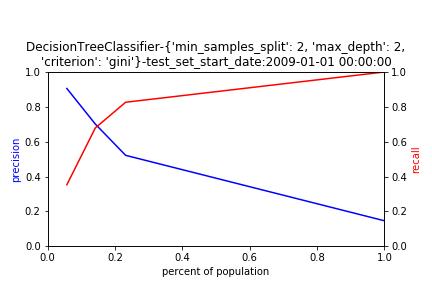 DecisionTreeClassifier-{'min_samples_split': 2, 'max_depth': 2,
'criterion': 'gini'}-test_set_start_date:2009-01-01 00:00:00
1.0
0.8
0.6
0.4
0.2
0.0
precision
1.0
0.8
0.6
0.4
0.2
0.0
recall
0.0 0.2 0.4 0.6 0.8 1.0
percent of population